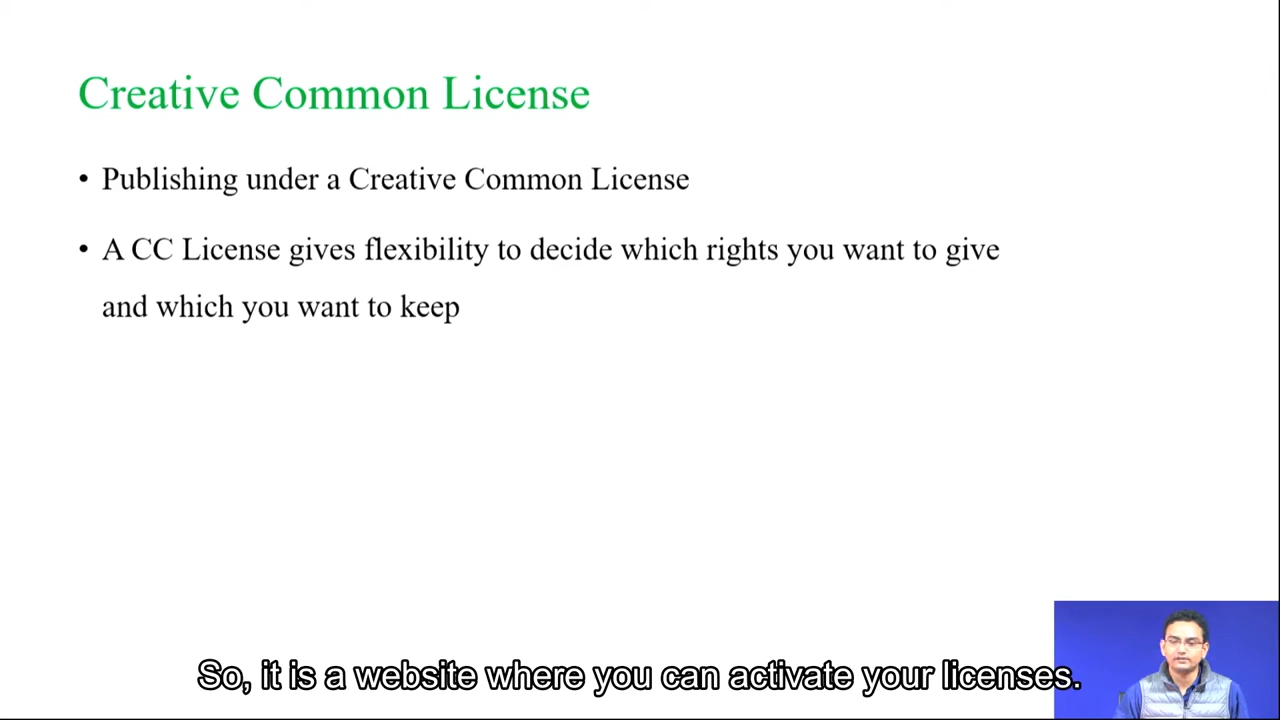 Creative Common License
• Publishing under a Creative Common License
• A CC License gives flexibility to decide which rights you want to give
and which you want to keep
So, it is a website where you can activate your licenses.